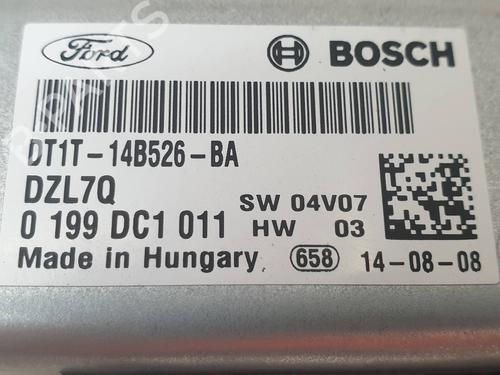 Ford BOSCH
DT1T-14B526-BA
DZL7Q
SW 04V07
0 199 DC1 011 HW 03
Made in Hungary 658 14-08-08